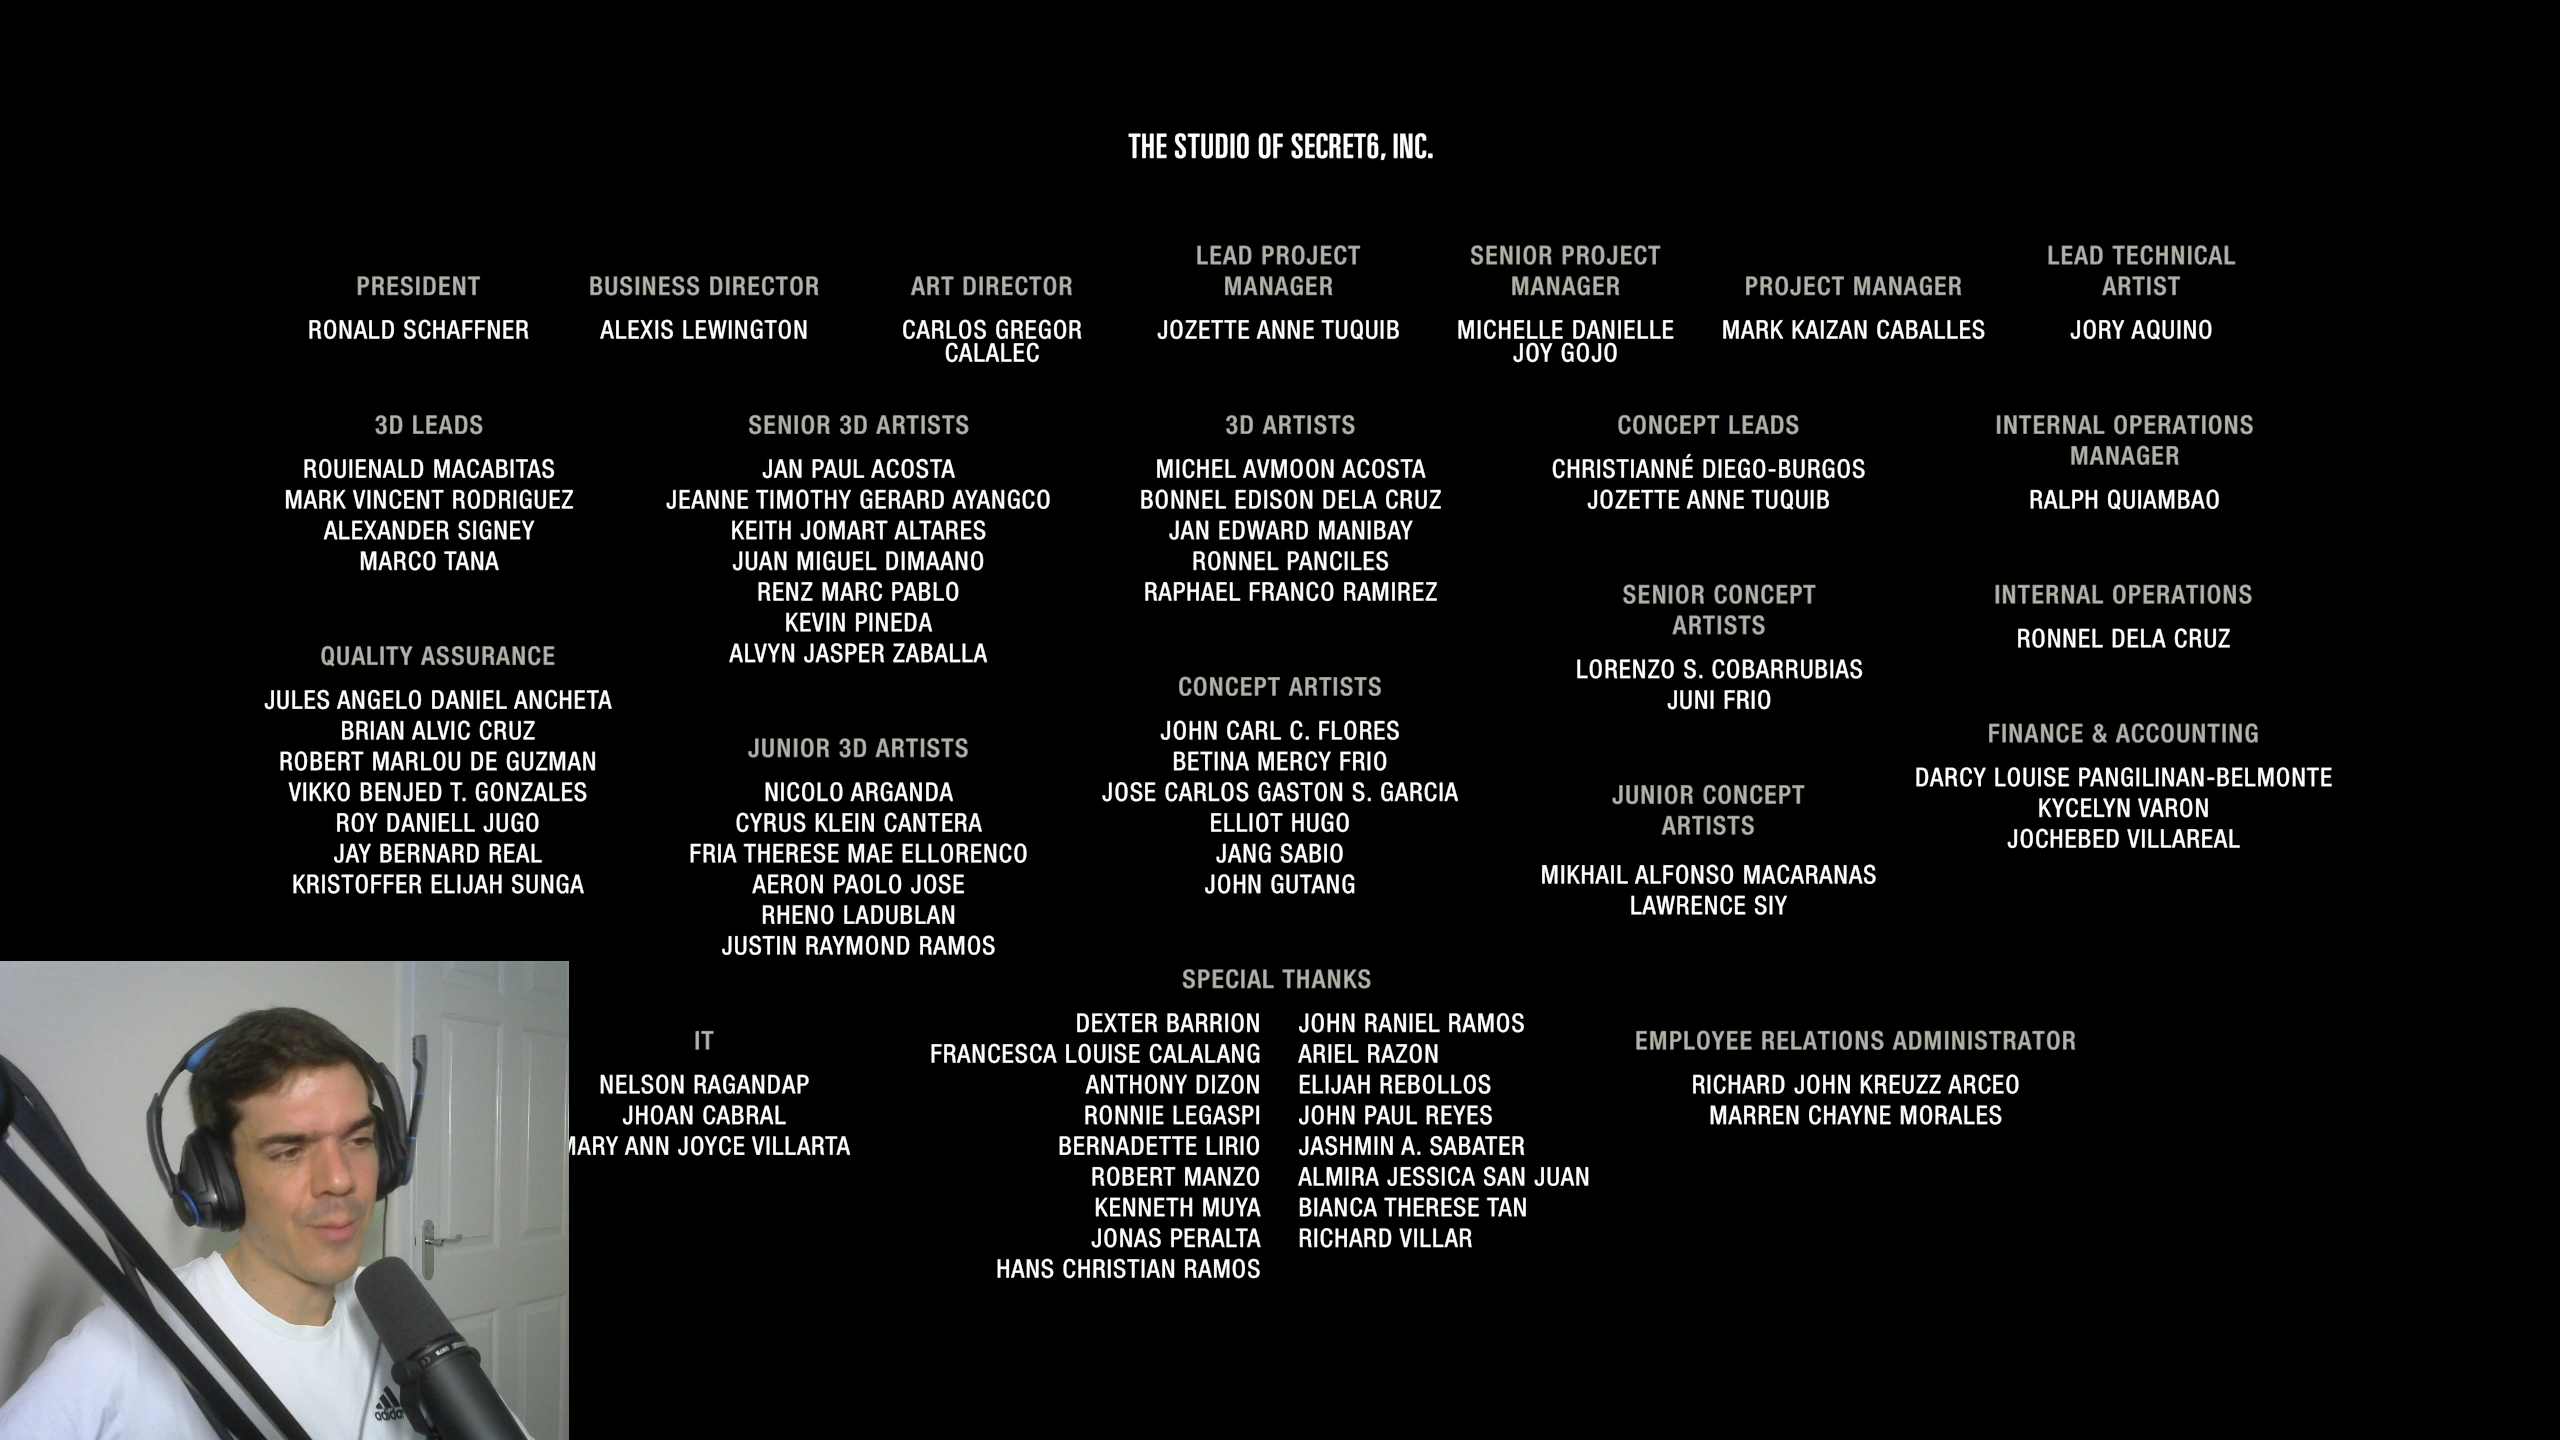 THE STUDIO OF SECRET6, INC.
PRESIDENT
RONALD SCHAFFNER
BUSINESS DIRECTOR
ALEXIS LEWINGTON
ART DIRECTOR
CARLOS GREGOR
CALALEC
LEAD PROJECT
MANAGER
JOZETTE ANNE TUQUIB
SENIOR PROJECT
MANAGER
MICHELLE DANIELLE
JOY GOJO
PROJECT MANAGER
MARK KAIZAN CABALLES
LEAD TECHNICAL
ARTIST
JORY AQUINO
3D LEADS
ROUIENALD MACABITAS
MARK VINCENT RODRIGUEZ
ALEXANDER SIGNEY
MARCO TANA
QUALITY ASSURANCE
JULES ANGELO DANIEL ANCHETA
BRIAN ALVIC CRUZ
ROBERT MARLOU DE GUZMAN
VIKKO BENJED T. GONZALES
ROY DANIELL JUGO
JAY BERNARD REAL
KRISTOFFER ELIJAH SUNGA
SENIOR 3D ARTISTS
JAN PAUL ACOSTA
JEANNE TIMOTHY GERARD AYANGCO
KEITH JOMART ALTARES
JUAN MIGUEL DIMAANO
RENZ MARC PABLO
KEVIN PINEDA
ALVYN JASPER ZABALLA
JUNIOR 3D ARTISTS
NICOLO ARGANDA
CYRUS KLEIN CANTERA
FRIA THERESE MAE ELLORENCO
AERON PAOLO JOSE
RHENO LADUBLAN
JUSTIN RAYMOND RAMOS
3D ARTISTS
MICHEL AVMOON ACOSTA
BONNEL EDISON DELA CRUZ
JAN EDWARD MANIBAY
RONNEL PANCILES
RAPHAEL FRANCO RAMIREZ
CONCEPT ARTISTS
JOHN CARL C. FLORES
BETINA MERCY FRIO
JOSE CARLOS GASTON S. GARCIA
ELLIOT HUGO
JANG SABIO
JOHN GUTANG
CONCEPT LEADS
CHRISTIANNÉ DIEGO-BURGOS
JOZETTE ANNE TUQUIB
SENIOR CONCEPT
ARTISTS
LORENZO S. COBARRUBIAS
JUNI FRIO
JUNIOR CONCEPT
ARTISTS
MIKHAIL ALFONSO MACARANAS
LAWRENCE SIY
INTERNAL OPERATIONS
MANAGER
RALPH QUIAMBAO
INTERNAL OPERATIONS
RONNEL DELA CRUZ
FINANCE & ACCOUNTING
DARCY LOUISE PANGILINAN-BELMONTE
KYCELYN VARON
JOCHEBED VILLAREAL
IT
NELSON RAGANDAP
JHOAN CABRAL
ANN JOYCE VILLARTA
SPECIAL THANKS
DEXTER BARRION
FRANCESCA LOUISE CALALANG
ANTHONY DIZON
RONNIE LEGASPI
BERNADETTE LIRIO
ROBERT MANZO
KENNETH MUYA
JONAS PERALTA
HANS CHRISTIAN RAMOS
JOHN RANIEL RAMOS
ARIEL RAZON
ELIJAH REBOLLOS
JOHN PAUL REYES
JASHMIN A. SABATER
ALMIRA JESSICA SAN JUAN
BIANCA THERESE TAN
RICHARD VILLAR
EMPLOYEE RELATIONS ADMINISTRATOR
RICHARD JOHN KREUZZ ARCEO
MARREN CHAYNE MORALES
adidas